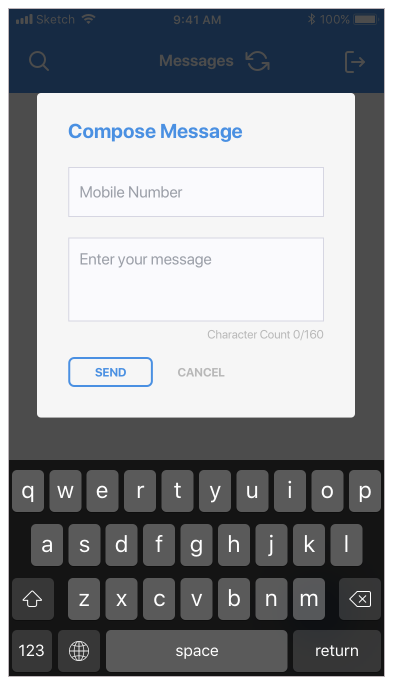 Sketch 9:41 AM 100%
Messages
Compose Message
Mobile Number
Enter your message
Character Count 0/160
SEND CANCEL
q w e r t y u i o p
a s d f g h j k l
z x c v b n m
123 space return